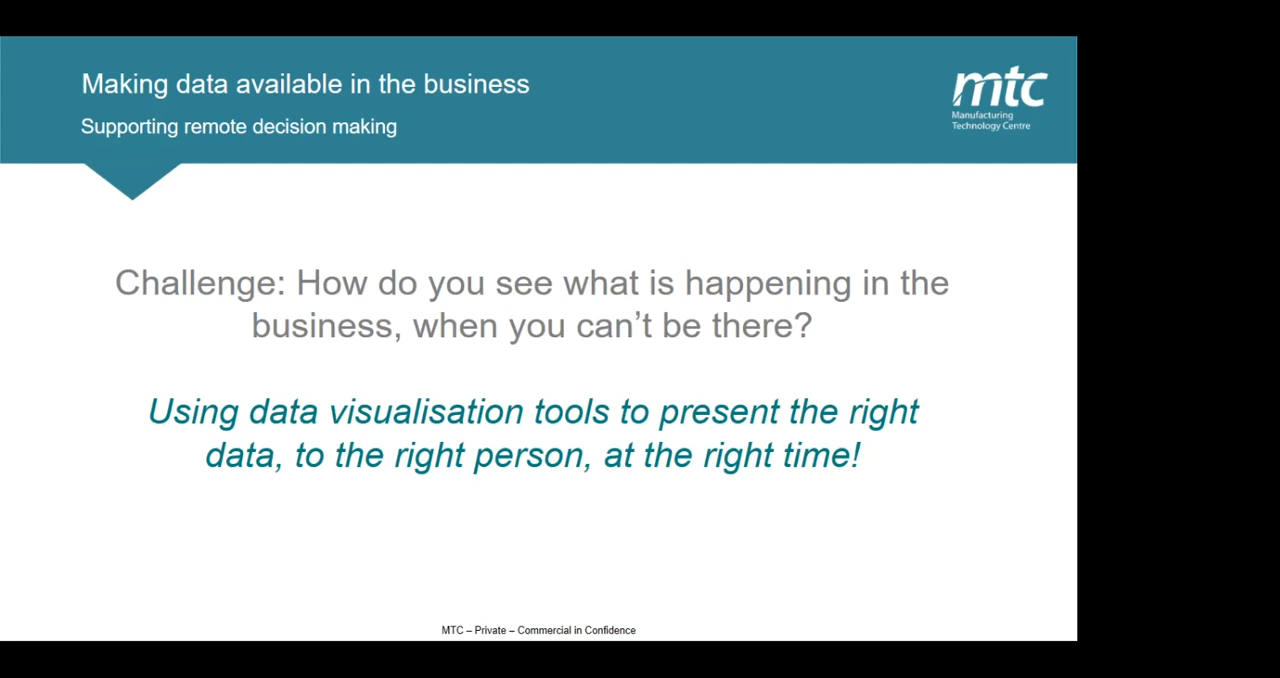 Making data available in the business
Supporting remote decision making
mtc
Manufacturing
Technology Centre
Challenge: How do you see what is happening in the
business, when you can’t be there?
Using data visualisation tools to present the right
data, to the right person, at the right time!
MTC – Private – Commercial in Confidence